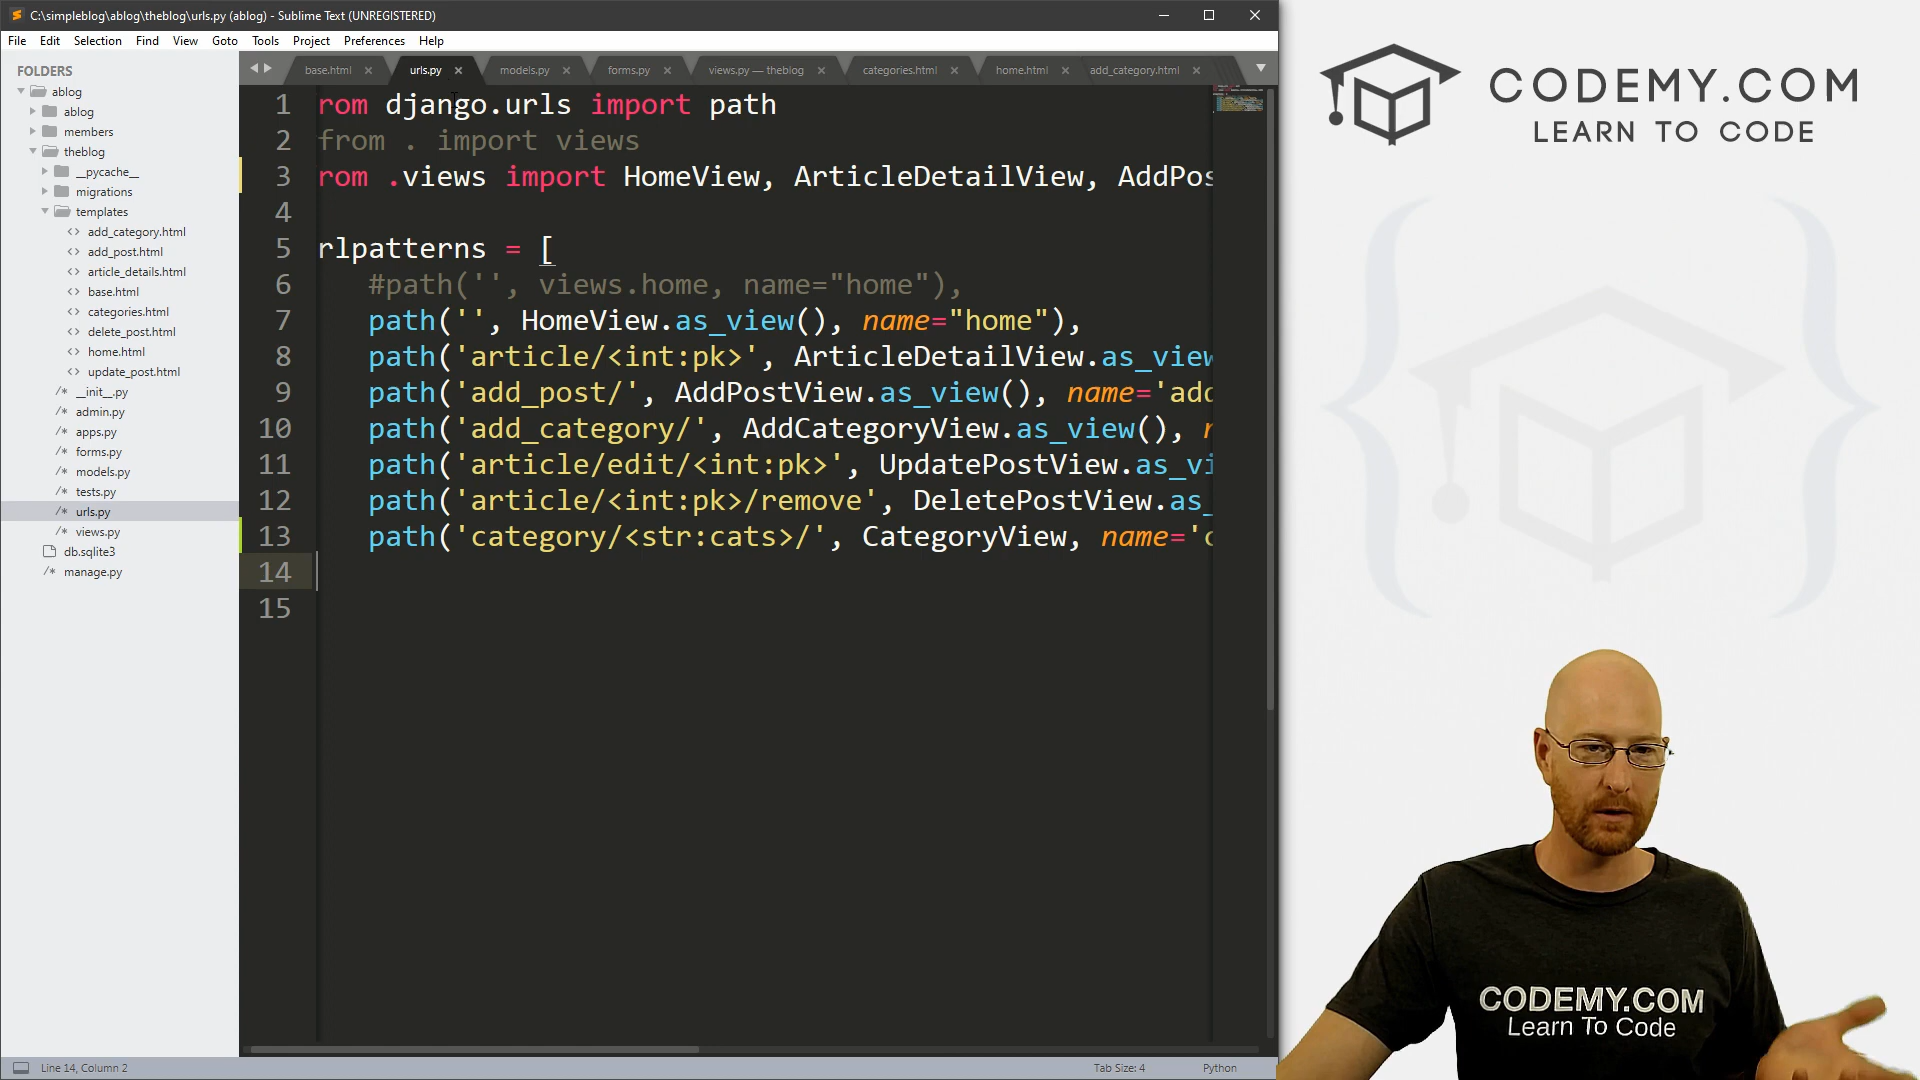 C:\simpleblog\ablog\theblog\urls.py (ablog) - Sublime Text (UNREGISTERED)
File Edit Selection Find View Goto Tools Project Preferences Help
FOLDERS
ablog
ablog
members
theblog
__pycache__
migrations
templates
<> add_category.html
<> add_post.html
<> article_details.html
<> base.html
<> categories.html
<> delete_post.html
<> home.html
<> update_post.html
/* __init__.py
/* admin.py
/* apps.py
/* forms.py
/* models.py
/* tests.py
/* urls.py
/* views.py
db.sqlite3
/* manage.py
base.html urls.py models.py forms.py views.py — theblog categories.html home.html add_category.html
1 rom django.urls import path
2 from . import views
3 rom .views import HomeView, ArticleDetailView, AddPos
4
5 rlpatterns = [
6 #path('', views.home, name="home"),
7 path('', HomeView.as_view(), name="home"),
8 path('article/<int:pk>', ArticleDetailView.as_view
9 path('add_post/', AddPostView.as_view(), name='add
10 path('add_category/', AddCategoryView.as_view(), n
11 path('article/edit/<int:pk>', UpdatePostView.as_vi
12 path('article/<int:pk>/remove', DeletePostView.as_
13 path('category/<str:cats>/', CategoryView, name='c
14
15
Line 14, Column 2
Tab Size: 4
Python
CODEMY.COM
LEARN TO CODE
CODEMY.COM
Learn To Code